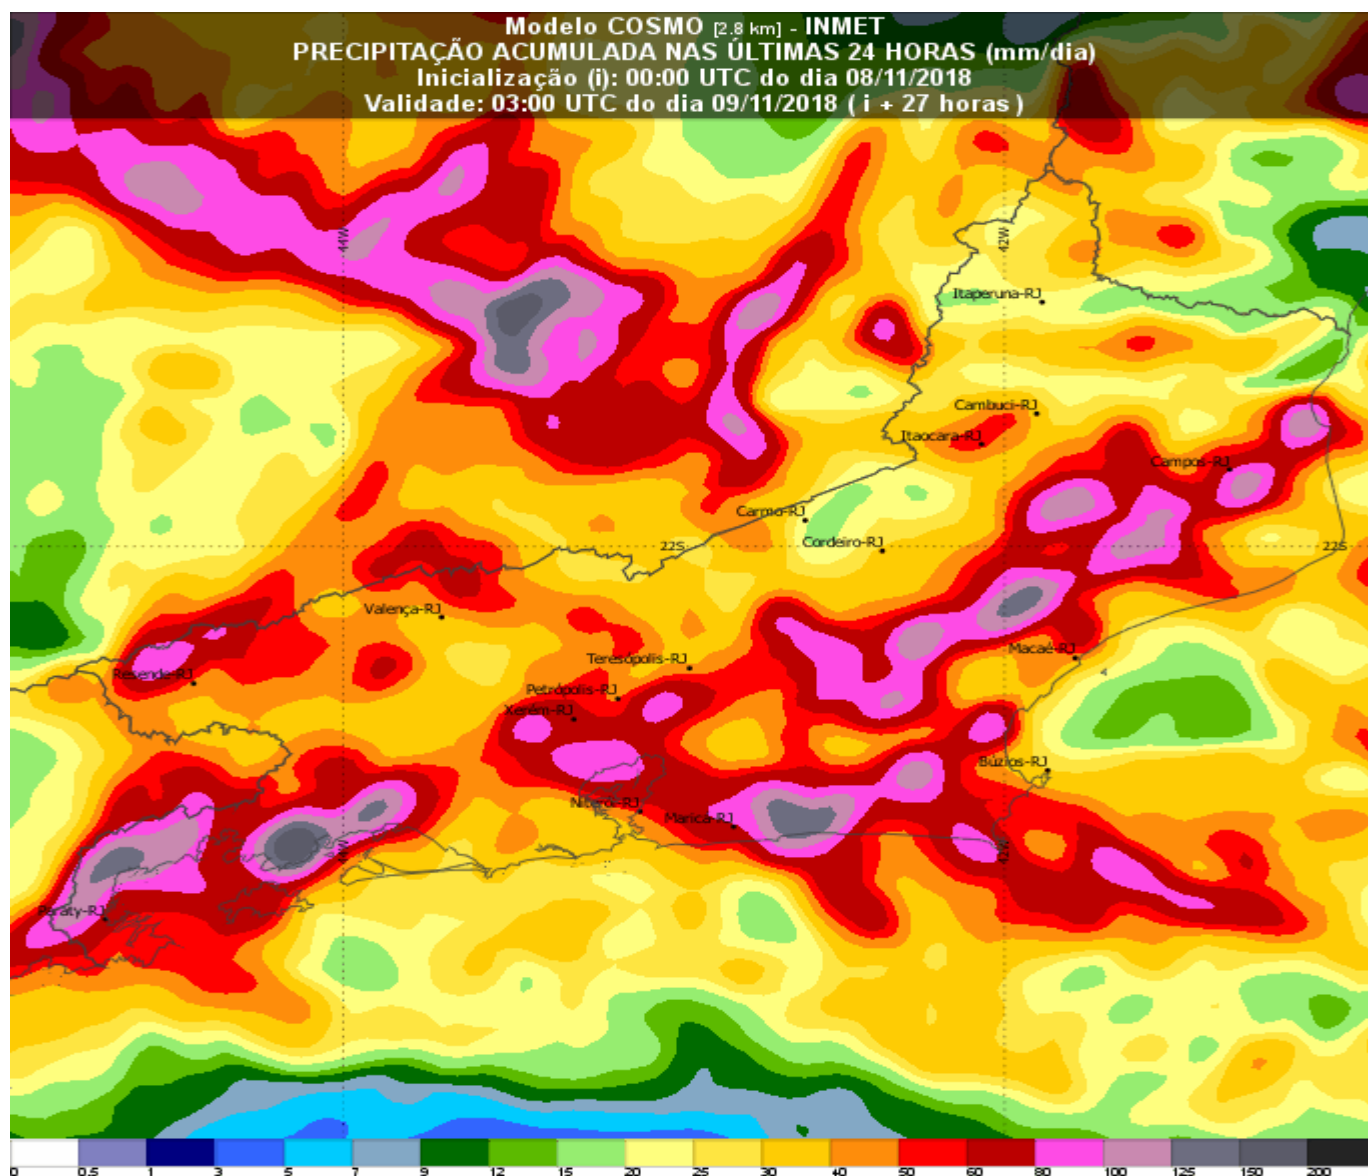 Modelo COSMO [2.8 km] - INMET
PRECIPITAÇÃO ACUMULADA NAS ÚLTIMAS 24 HORAS (mm/dia)
Inicialização (i): 00:00 UTC do dia 08/11/2018
Validade: 03:00 UTC do dia 09/11/2018 ( i + 27 horas )
44W
42W
Itaperuna-RJ
Cambuci-RJ
Itaocara-RJ
Campos-RJ
Carmo-RJ
Cordeiro-RJ
22S
22S
Valença-RJ
Macaé-RJ
Teresópolis-RJ
Resende-RJ
Petrópolis-RJ
Xerém-RJ
Búzios-RJ
Niterói-RJ
Maricá-RJ
44W
42W
Paraty-RJ
0 0.5 1 3 5 7 9 12 15 20 25 30 40 50 60 80 100 125 150 200